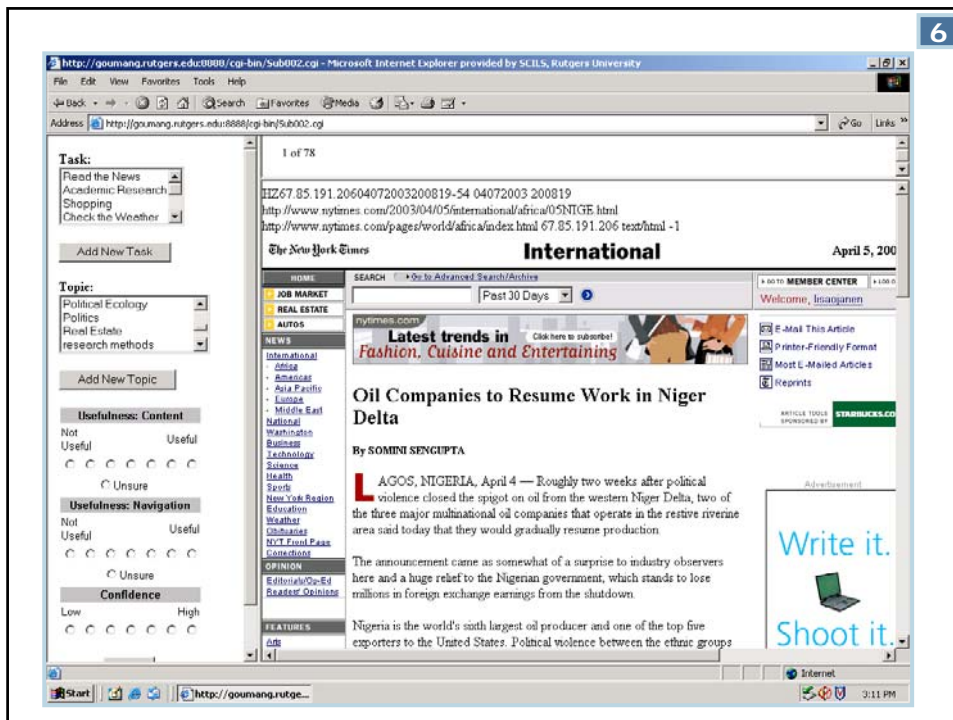 6
http://goumang.rutgers.edu:8888/cgi-bin/Sub002.cgi - Microsoft Internet Explorer provided by SCILS, Rutgers University
File Edit View Favorites Tools Help
Back Search Favorites Media
Address http://goumang.rutgers.edu:8888/cgi-bin/Sub002.cgi Go Links »
Task:
Read the News
Academic Research
Shopping
Check the Weather
Add New Task
Topic:
Political Ecology
Politics
Real Estate
research methods
Add New Topic
Usefulness: Content
Not Useful Useful
Unsure
Usefulness: Navigation
Not Useful Useful
Unsure
Confidence
Low High
1 of 78
HZ67.85.191.20604072003200819-54 04072003 200819
http://www.nytimes.com/2003/04/05/international/africa/05NIGE.html
http://www.nytimes.com/pages/world/africa/index.html 67.85.191.206 text/html -1
The New York Times International April 5, 200
HOME
JOB MARKET
REAL ESTATE
AUTOS
NEWS
International
- Africa
- Americas
- Asia Pacific
- Europe
- Middle East
National
Washington
Business
Technology
Science
Health
Sports
New York Region
Education
Weather
Obituaries
NYT Front Page
Corrections
OPINION
Editorials/Op-Ed
Readers' Opinions
FEATURES
Arts
SEARCH Go to Advanced Search/Archive
Past 30 Days
GO TO MEMBER CENTER LOG O
Welcome, lisaojanen
nytimes.com
Latest trends in
Click here to subscribe!
Fashion, Cuisine and Entertaining
E-Mail This Article
Printer-Friendly Format
Most E-Mailed Articles
Reprints
ARTICLE TOOLS
SPONSORED BY STARBUCKS.CO
Oil Companies to Resume Work in Niger
Delta
By SOMINI SENGUPTA
LAGOS, NIGERIA, April 4 — Roughly two weeks after political
violence closed the spigot on oil from the western Niger Delta, two of
the three major multinational oil companies that operate in the restive riverine
area said today that they would gradually resume production.
The announcement came as somewhat of a surprise to industry observers
here and a huge relief to the Nigerian government, which stands to lose
millions in foreign exchange earnings from the shutdown.
Nigeria is the world's sixth largest oil producer and one of the top five
exporters to the United States. Political violence between the ethnic groups
Advertisement
Write it.
Shoot it.
Internet
Start http://goumang.rutge... 3:11 PM